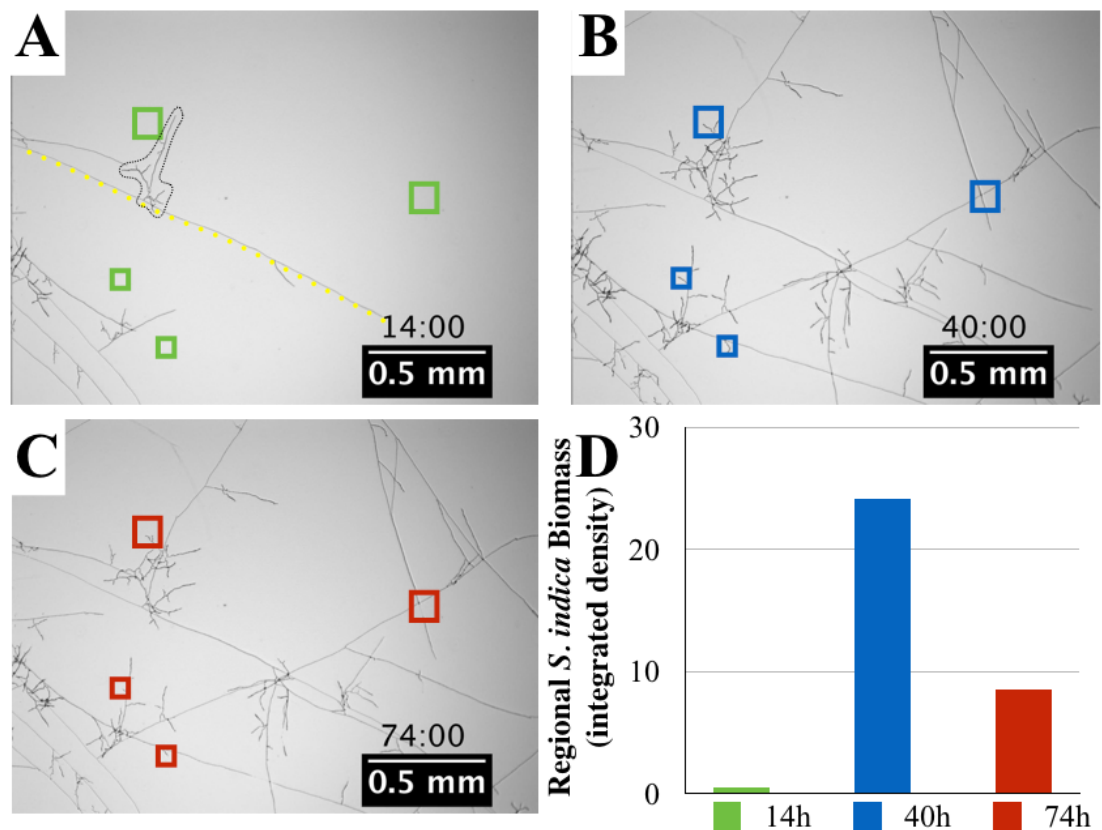 A
14:00
0.5 mm
B
40:00
0.5 mm
C
74:00
0.5 mm
D
Regional S. indica Biomass
(integrated density)
30
20
10
0
14h
40h
74h